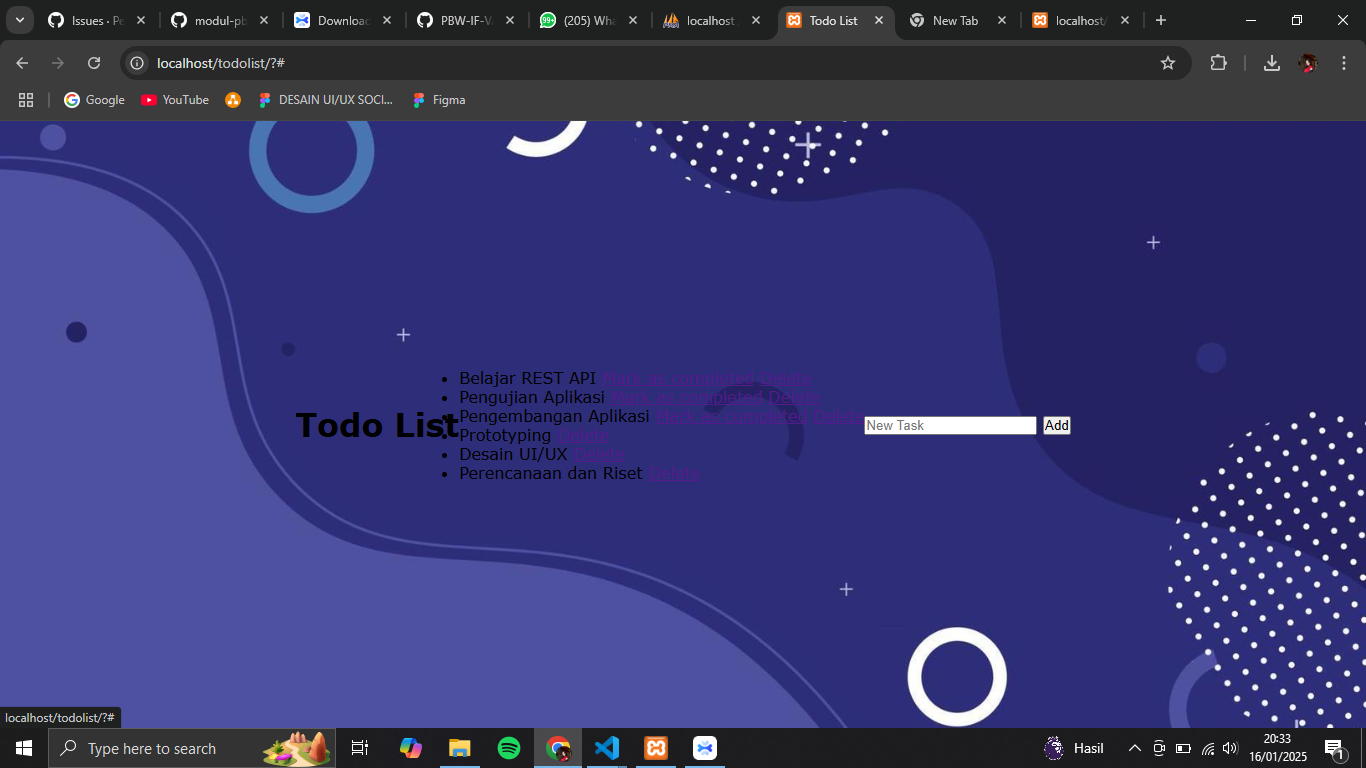 Issues · Pe
modul-pb
Download
PBW-IF-V
(205) Wha
localhost
Todo List
New Tab
localhost/
localhost/todolist/?#
Google
YouTube
DESAIN UI/UX SOCI...
Figma
Todo List
Belajar REST API Mark as completed Delete
Pengujian Aplikasi Mark as completed Delete
Pengembangan Aplikasi Mark as completed Delete
Prototyping Delete
Desain UI/UX Delete
Perencanaan dan Riset Delete
New Task
Add
localhost/todolist/?#
Type here to search
Hasil
20:33
16/01/2025
1